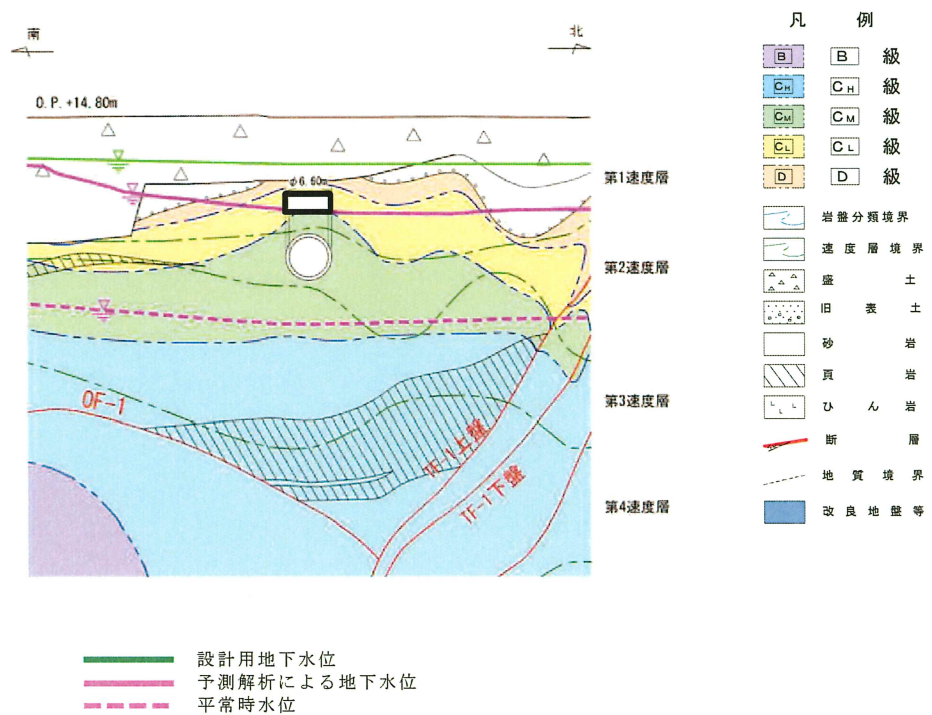 南
北
O.P.+14.80m
φ6.60m
第1速度層
第2速度層
第3速度層
第4速度層
OF-1
TF-1上盤
TF-1下盤
凡 例
B B 級
CH CH 級
CM CM 級
CL CL 級
D D 級
岩盤分類境界
速度層境界
盛土
旧表土
砂岩
頁岩
ひん岩
断層
地質境界
改良地盤等
設計用地下水位
予測解析による地下水位
平常時水位